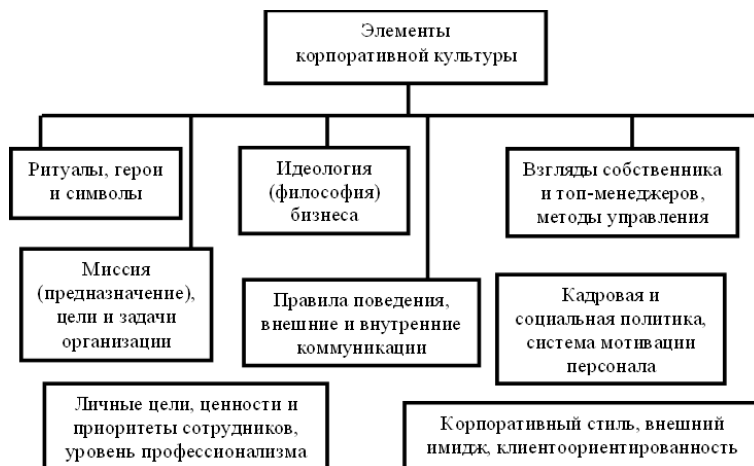 Элементы
корпоративной культуры
Ритуалы, герои
и символы
Идеология
(философия)
бизнеса
Взгляды собственника
и топ-менеджеров,
методы управления
Миссия
(предназначение),
цели и задачи
организации
Правила поведения,
внешние и внутренние
коммуникации
Кадровая и
социальная политика,
система мотивации
персонала
Личные цели, ценности и
приоритеты сотрудников,
уровень профессионализма
Корпоративный стиль, внешний
имидж, клиентоориентированность